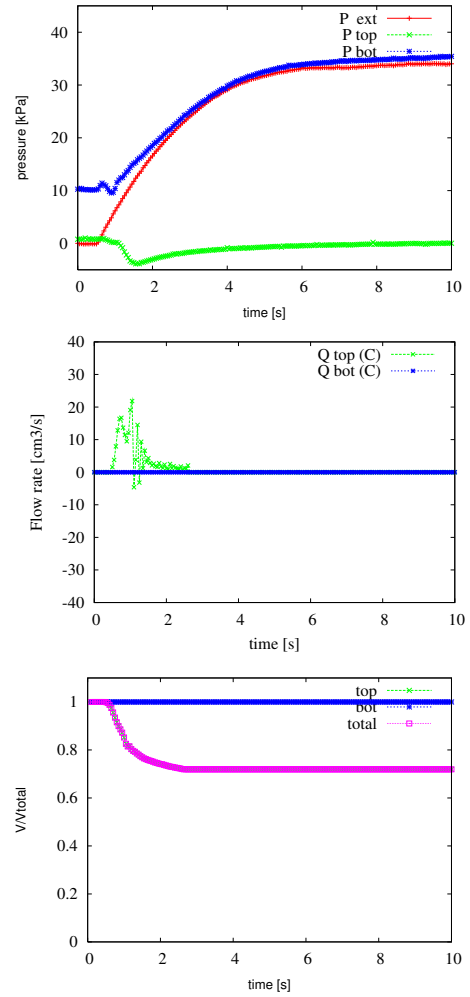 P ext
P top
P bot
40
30
20
10
0
pressure [kPa]
0 2 4 6 8 10
time [s]
Q top (C)
Q bot (C)
40
30
20
10
0
-10
-20
-30
-40
Flow rate [cm3/s]
0 2 4 6 8 10
time [s]
top
bot
total
1
0.8
0.6
0.4
0.2
0
V/Vtotal
0 2 4 6 8 10
time [s]